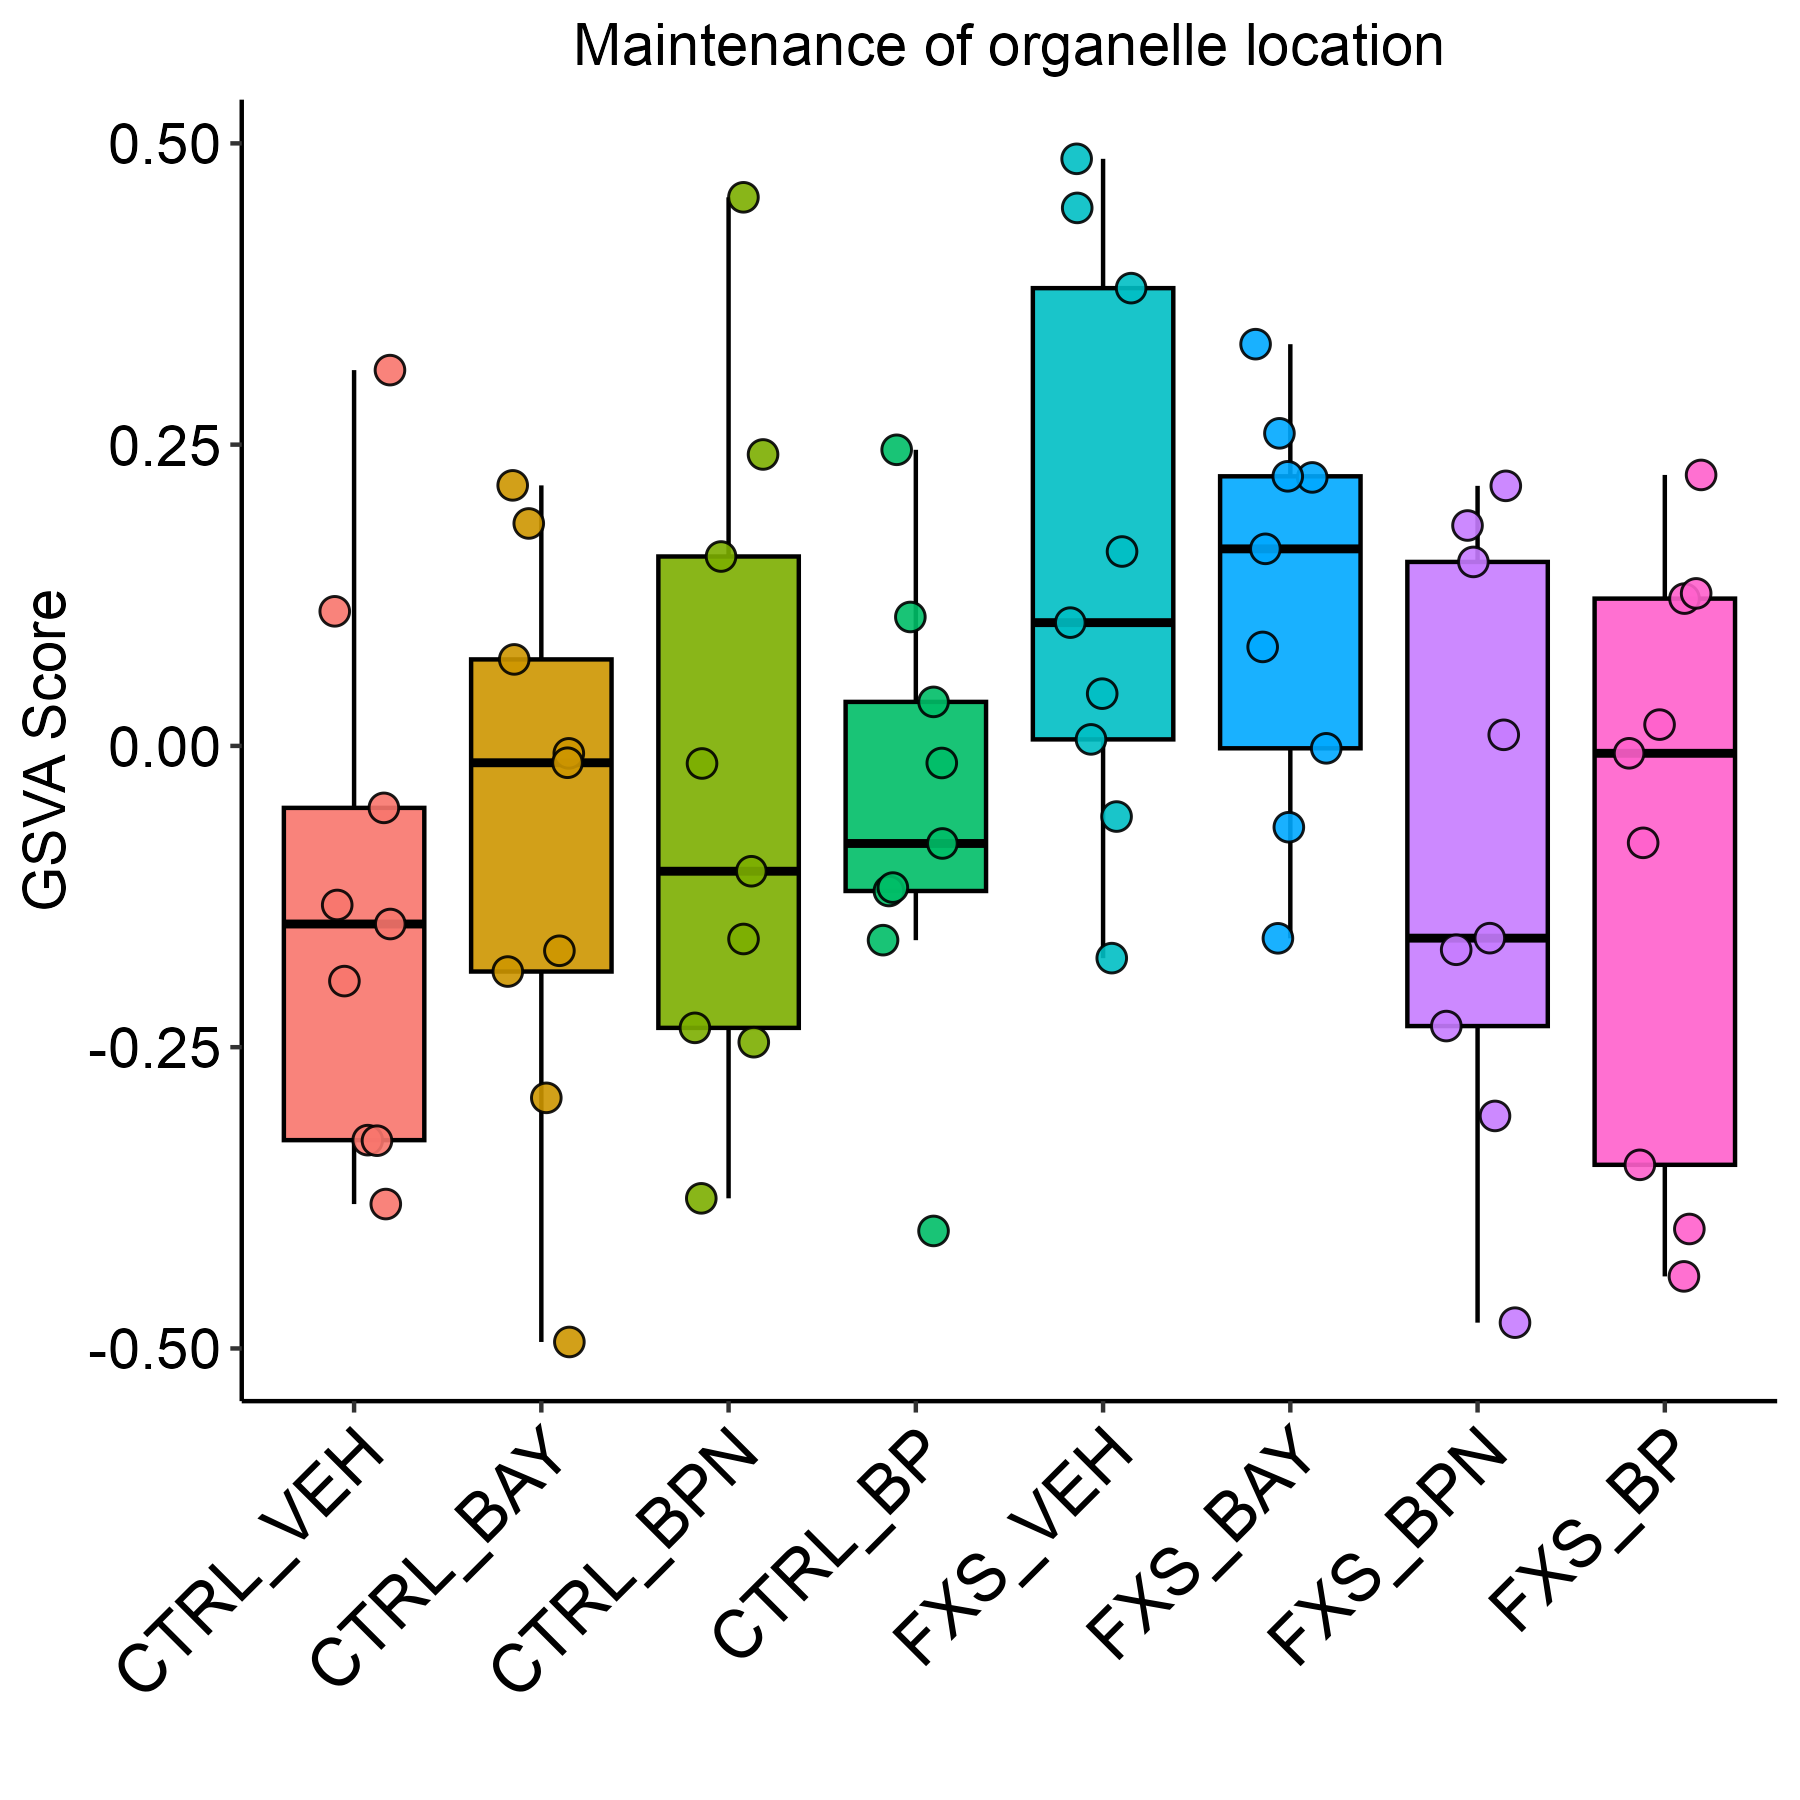 Maintenance of organelle location
GSVA Score
0.50
0.25
0.00
-0.25
-0.50
CTRL_VEH
CTRL_BAY
CTRL_BPN
CTRL_BP
FXS_VEH
FXS_BAY
FXS_BPN
FXS_BP